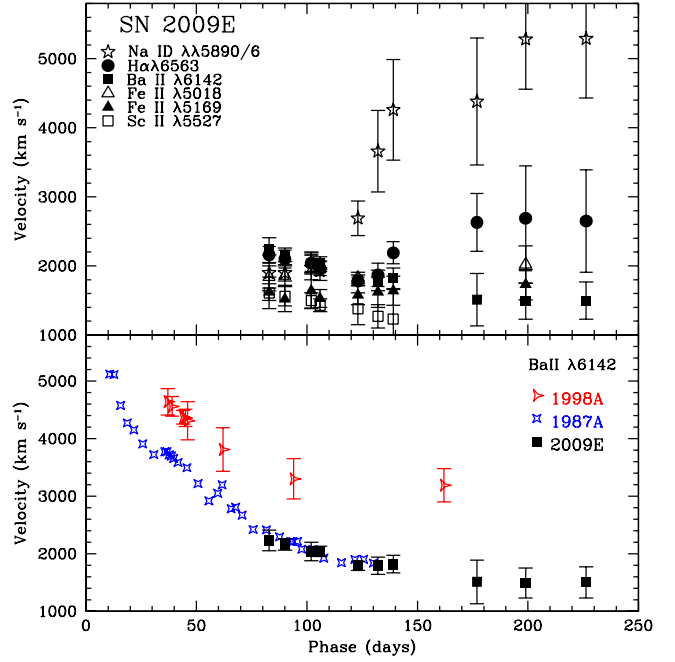 SN 2009E
Na ID λλ5890/6
Hαλ6563
Ba II λ6142
Fe II λ5018
Fe II λ5169
Sc II λ5527
Velocity (km s⁻¹)
5000
4000
3000
2000
1000
BaII λ6142
1998A
1987A
2009E
Velocity (km s⁻¹)
5000
4000
3000
2000
1000
0 50 100 150 200 250
Phase (days)